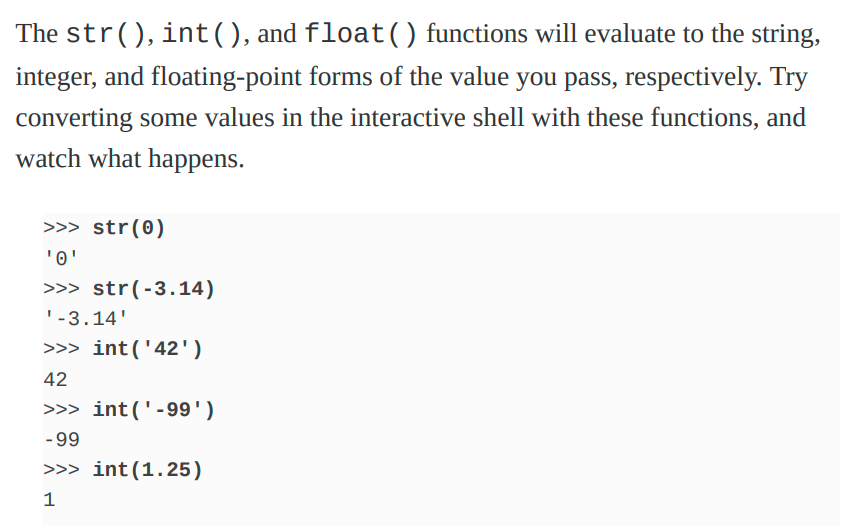 The str(), int(), and float() functions will evaluate to the string,
integer, and floating-point forms of the value you pass, respectively. Try
converting some values in the interactive shell with these functions, and
watch what happens.
>>> str(0)
'0'
>>> str(-3.14)
'-3.14'
>>> int('42')
42
>>> int('-99')
-99
>>> int(1.25)
1